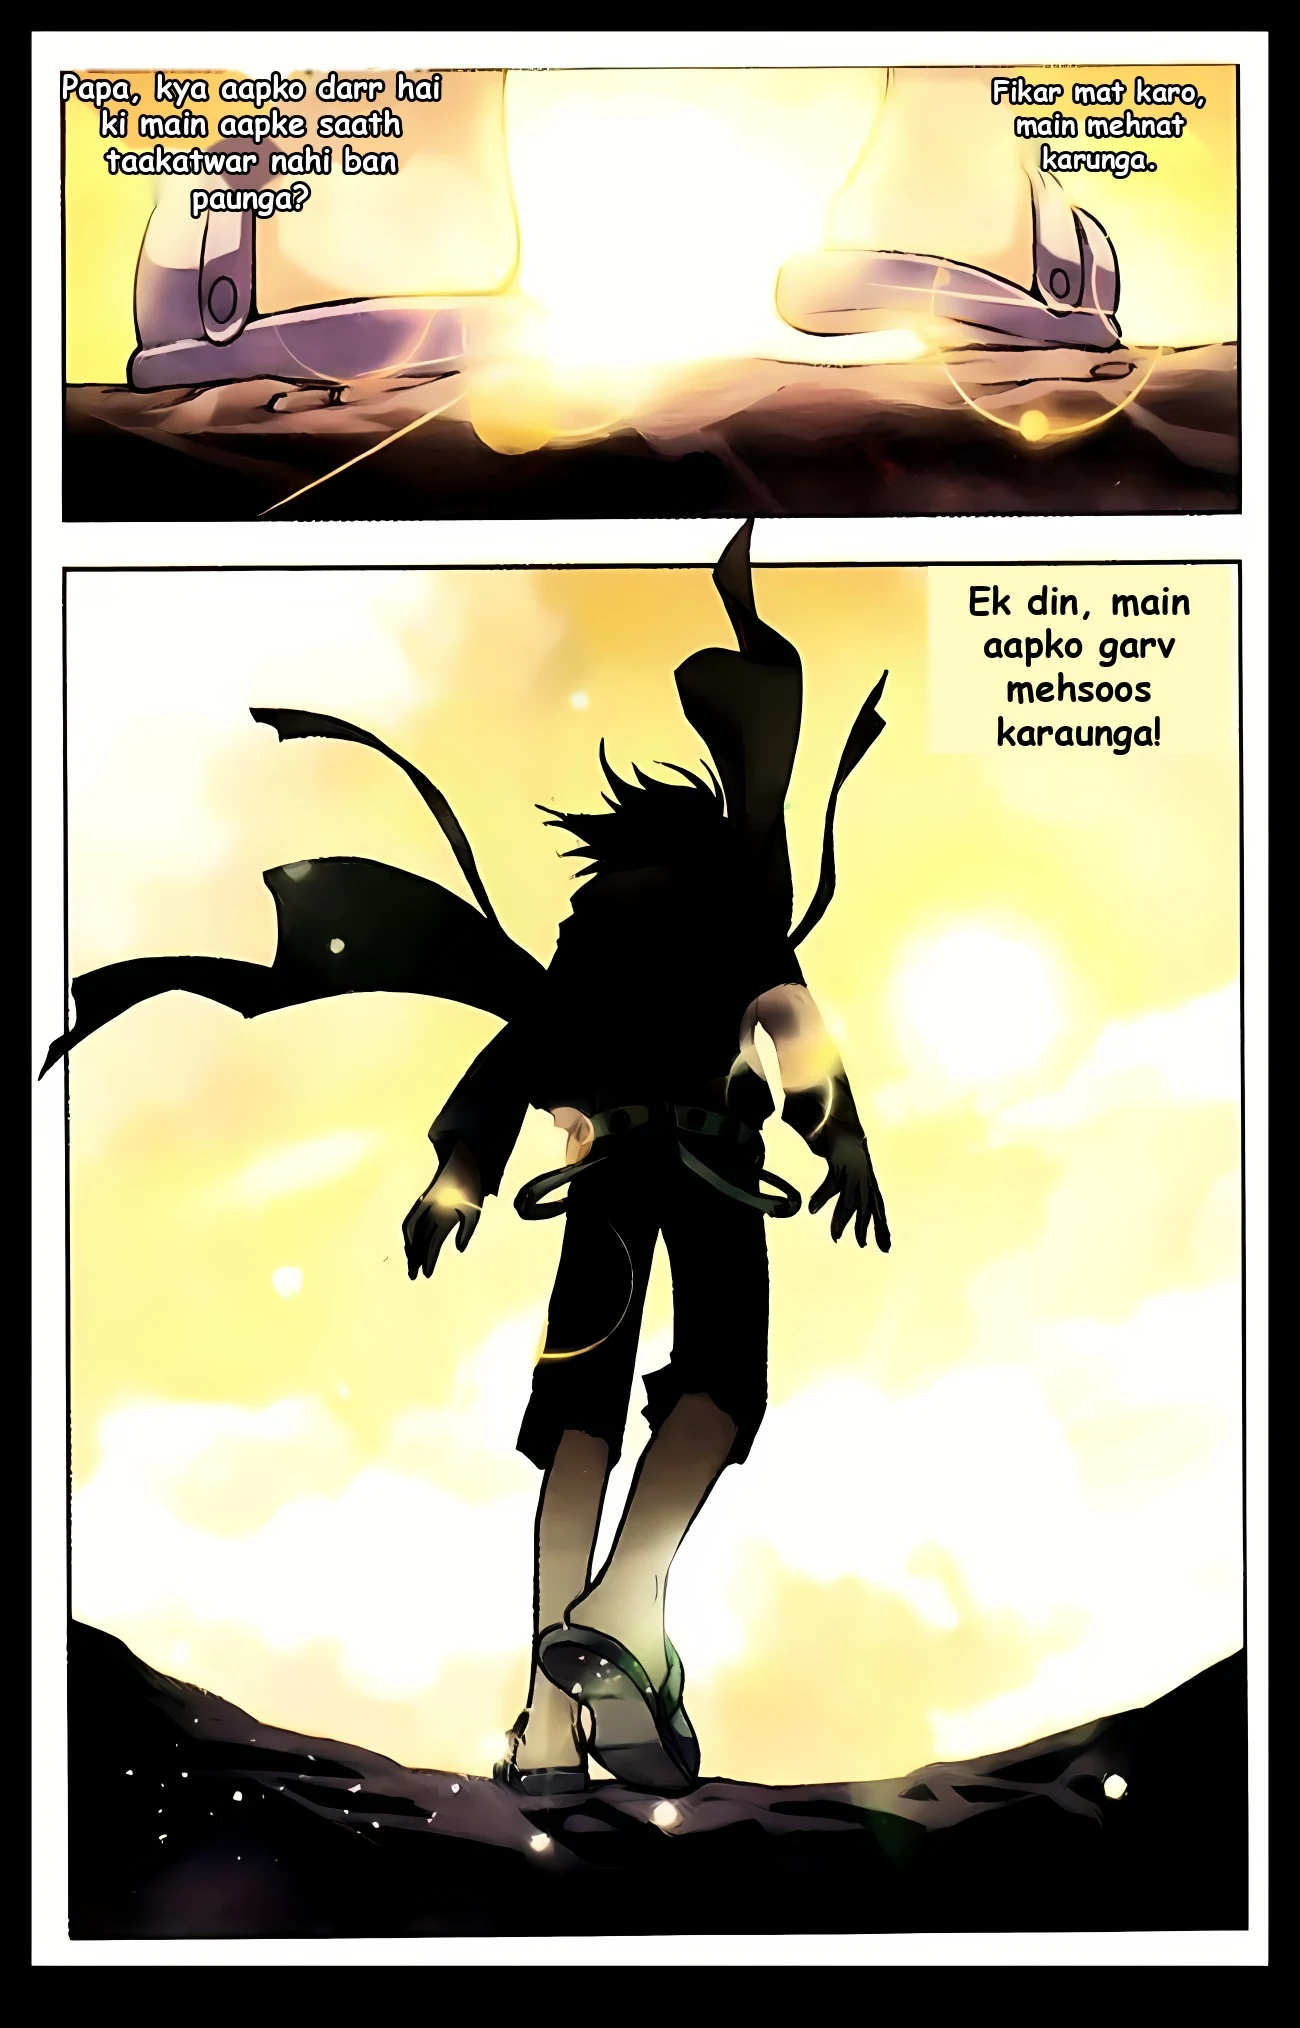 Papa, kya aapko darr hai
ki main aapke saath
taakatwar nahi ban
paunga?
Fikar mat karo,
main mehnat
karunga.
Ek din, main
aapko garv
mehsoos
karaunga!